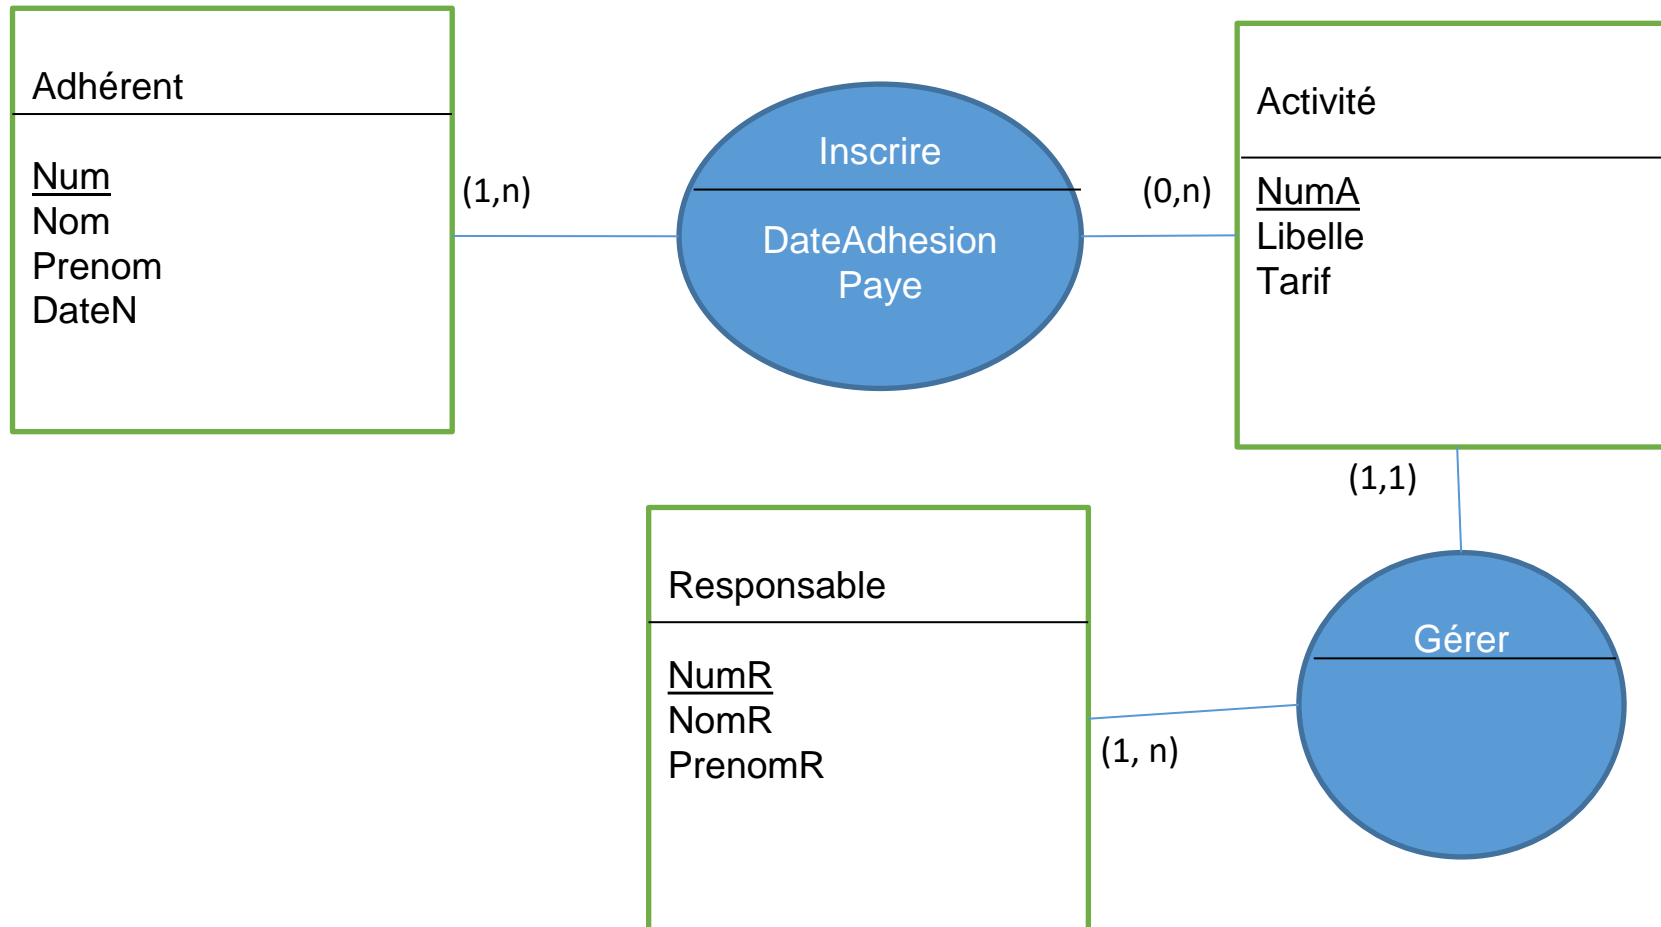 Adhérent
Num
Nom
Prenom
DateN
(1,n)
Inscrire
DateAdhesion
Paye
(0,n)
Activité
NumA
Libelle
Tarif
(1,1)
Responsable
NumR
NomR
PrenomR
(1, n)
Gérer